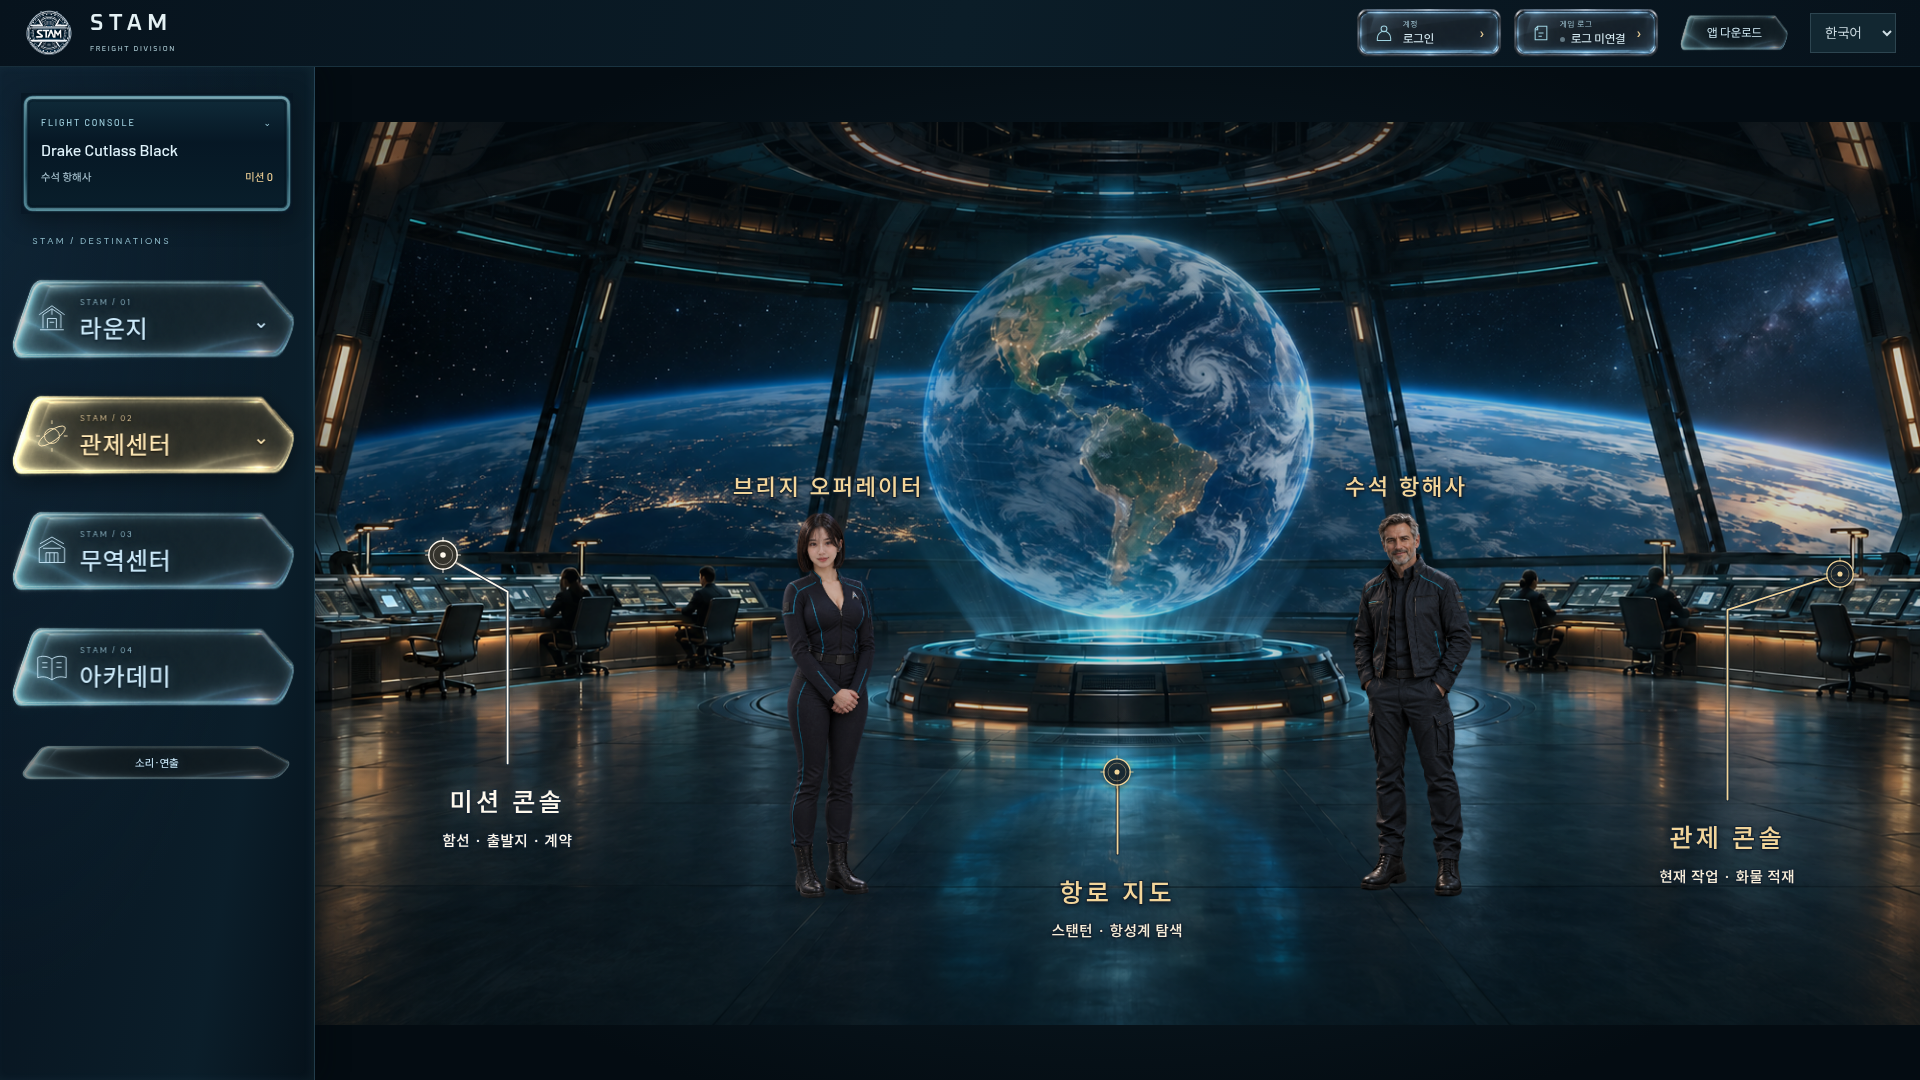 STAM
FREIGHT DIVISION
STAM
계정
로그인
게임 로그
로그 미연결
앱 다운로드
한국어
FLIGHT CONSOLE
Drake Cutlass Black
수석 항해사
미션 0
STAM / DESTINATIONS
STAM / 01
라운지
STAM / 02
관제센터
STAM / 03
무역센터
STAM / 04
아카데미
소리·연출
브리지 오퍼레이터
수석 항해사
미션 콘솔
함선 · 출발지 · 계약
항로 지도
스탠턴 · 항성계 탐색
관제 콘솔
현재 작업 · 화물 적재